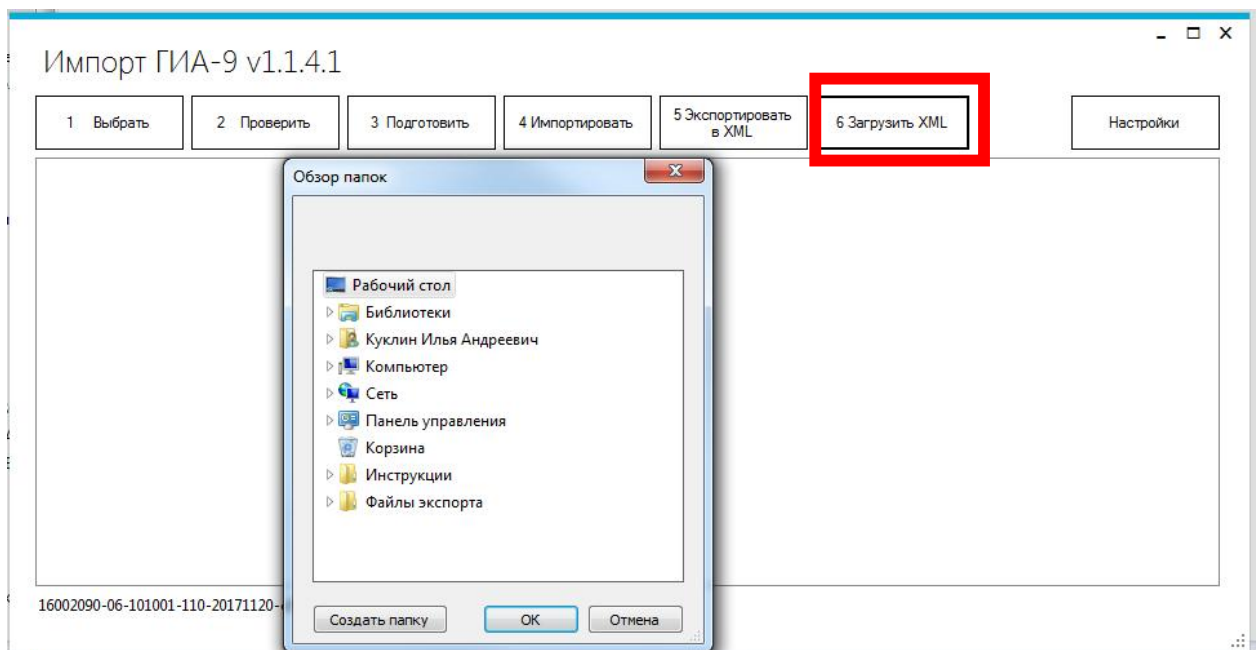 Импорт ГИА-9 v1.1.4.1
1 Выбрать
2 Проверить
3 Подготовить
4 Импортировать
5 Экспортировать
в XML
6 Загрузить XML
Настройки
Обзор папок
Рабочий стол
Библиотеки
Куклин Илья Андреевич
Компьютер
Сеть
Панель управления
Корзина
Инструкции
Файлы экспорта
16002090-06-101001-110-20171120-
Создать папку
ОК
Отмена